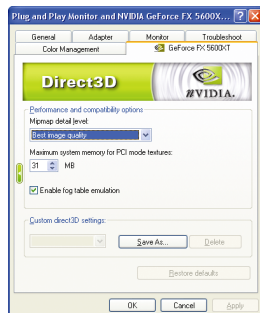 Plug and Play Monitor and NVIDIA GeForce FX 5600X... ? X
General Adapter Monitor Troubleshoot
Color Management GeForce FX 5600XT
Direct3D
NVIDIA.
Performance and compatibility options
Mipmap detail level:
Best image quality
Maximum system memory for PCI mode textures:
31 MB
Enable fog table emulation
Custom direct3D settings:
Save As... Delete
Restore defaults
OK Cancel Apply